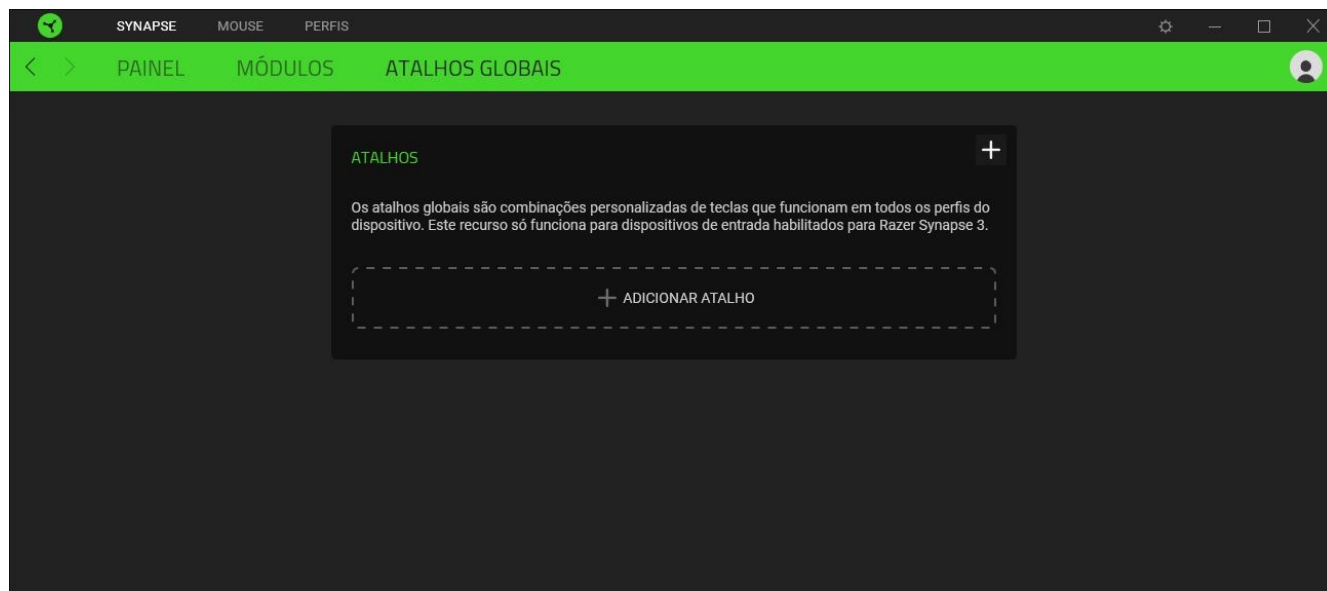 SYNAPSE MOUSE PERFIS
PAINEL MÓDULOS ATALHOS GLOBAIS
ATALHOS
Os atalhos globais são combinações personalizadas de teclas que funcionam em todos os perfis do
dispositivo. Este recurso só funciona para dispositivos de entrada habilitados para Razer Synapse 3.
ADICIONAR ATALHO